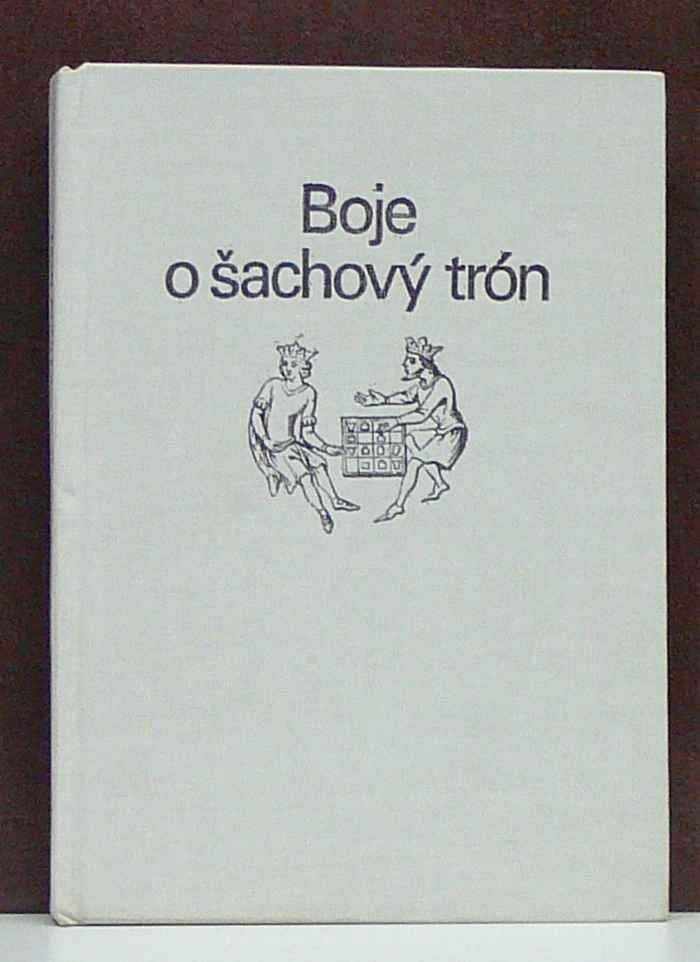 Boje
o šachový trón